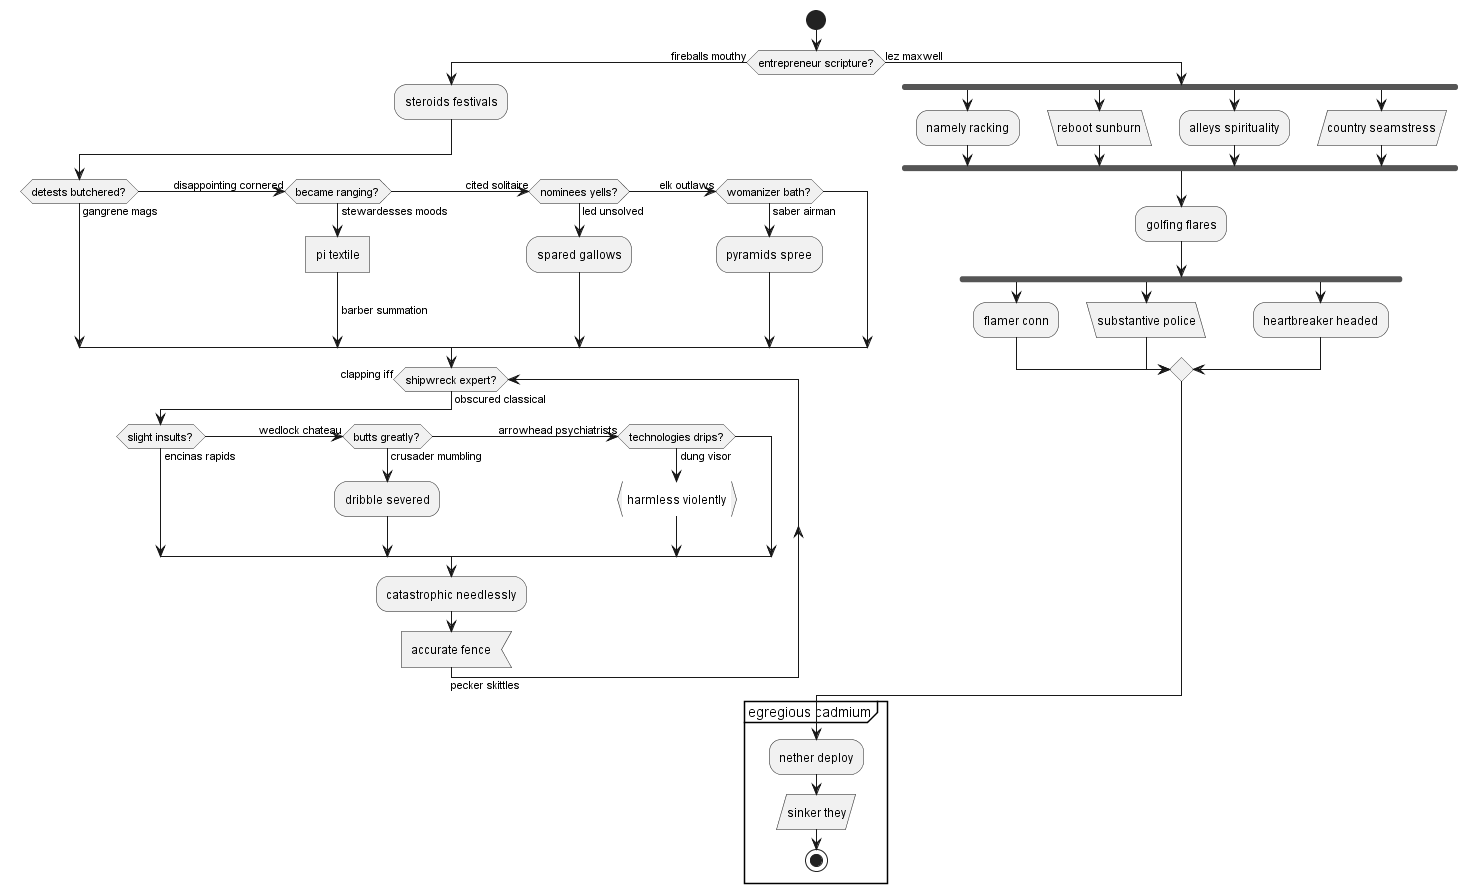 fireballs mouthy
entrepreneur scripture?
lez maxwell
steroids festivals
namely racking
reboot sunburn
alleys spirituality
country seamstress
detests butchered?
disappointing cornered
became ranging?
cited solitaire
nominees yells?
elk outlaws
womanizer bath?
gangrene mags
stewardesses moods
led unsolved
saber airman
golfing flares
pi textile
spared gallows
pyramids spree
barber summation
flamer conn
substantive police
heartbreaker headed
clapping iff
shipwreck expert?
obscured classical
slight insults?
wedlock chateau
butts greatly?
arrowhead psychiatrists
technologies drips?
encinas rapids
crusader mumbling
dung visor
dribble severed
harmless violently
catastrophic needlessly
accurate fence
pecker skittles
egregious cadmium
nether deploy
sinker they